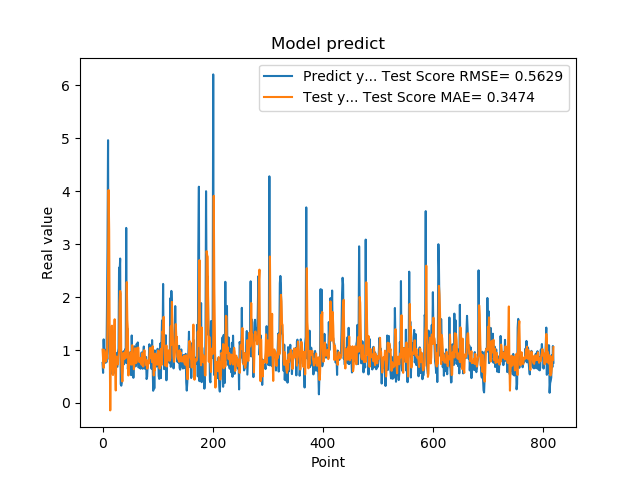 Model predict
Predict y... Test Score RMSE= 0.5629
Test y... Test Score MAE= 0.3474
Real value
6
5
4
3
2
1
0
0 200 400 600 800
Point